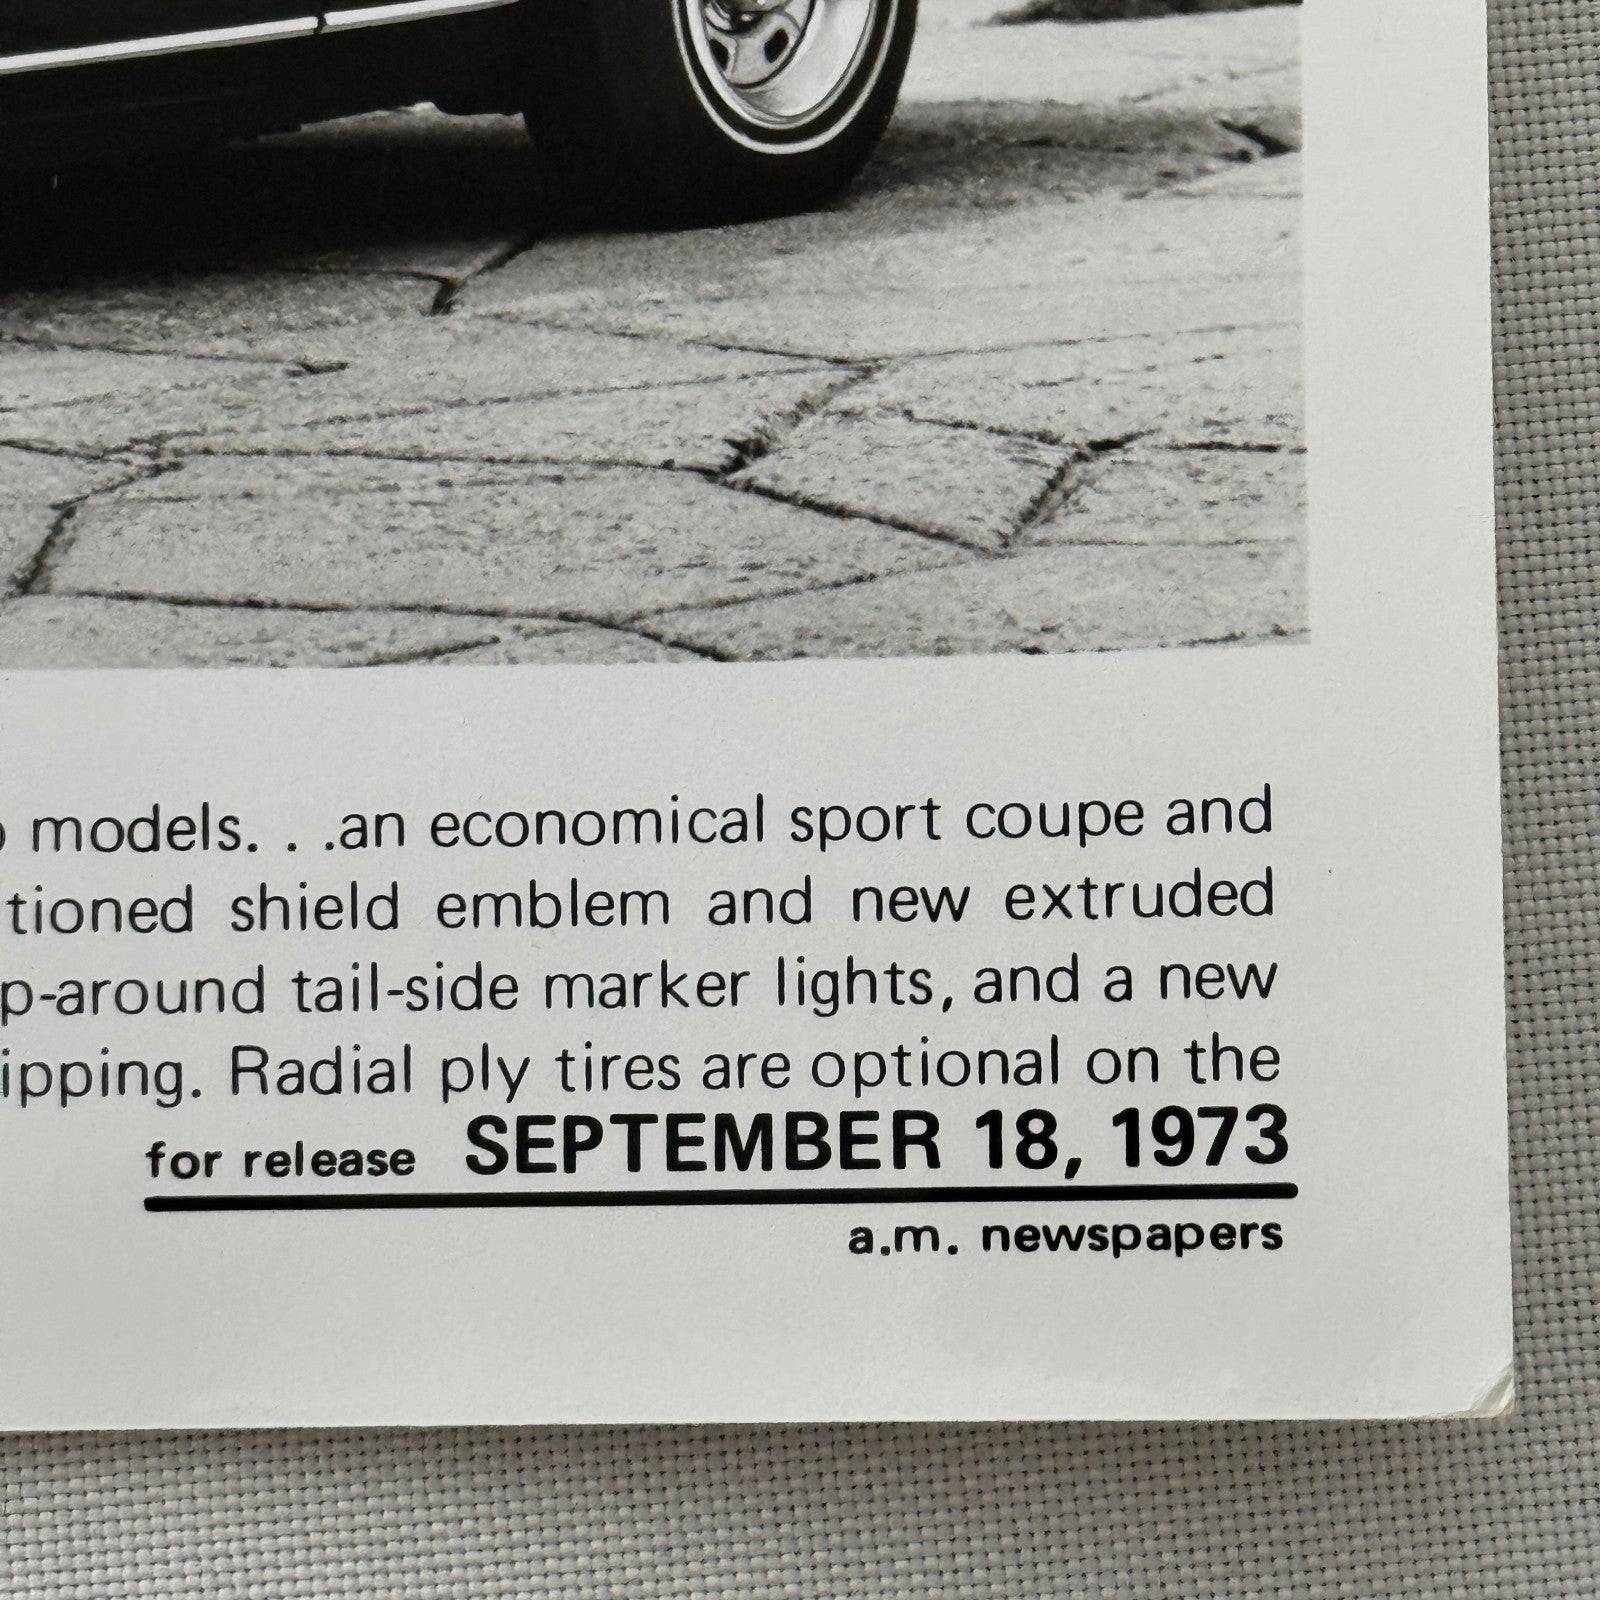 models. . .an economical sport coupe and
tioned shield emblem and new extruded
p-around tail-side marker lights, and a new
ipping. Radial ply tires are optional on the
for release SEPTEMBER 18, 1973
a.m. newspapers